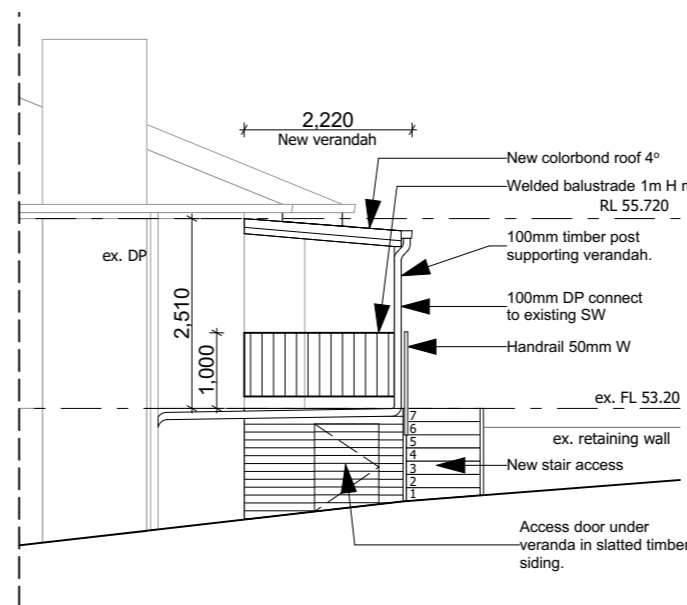 2,220
New verandah
New colorbond roof 4º
Welded balustrade 1m H
RL 55.720
ex. DP
100mm timber post
supporting verandah.
2,510
100mm DP connect
to existing SW
1,000
Handrail 50mm W
ex. FL 53.20
7
6
5
4
3
2
1
ex. retaining wall
New stair access
Access door under
veranda in slatted timber
siding.